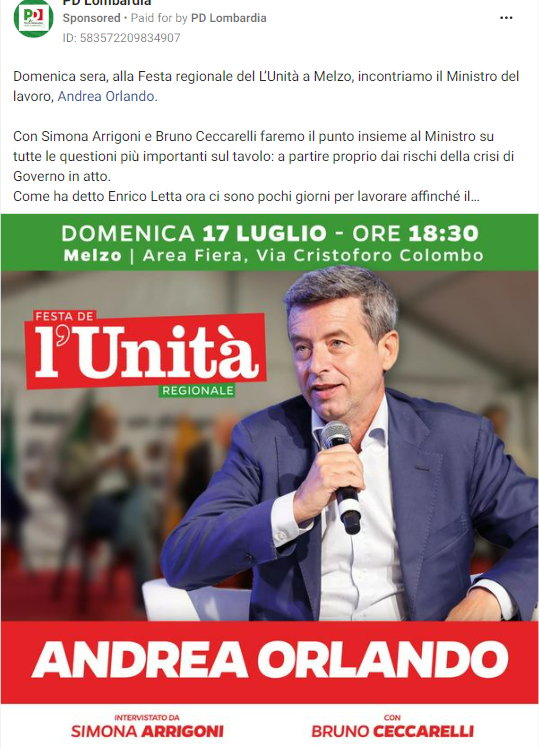 PD Lombardia
Sponsored • Paid for by PD Lombardia
ID: 583572209834907
Domenica sera, alla Festa regionale del L'Unità a Melzo, incontriamo il Ministro del
lavoro, Andrea Orlando.
Con Simona Arrigoni e Bruno Ceccarelli faremo il punto insieme al Ministro su
tutte le questioni più importanti sul tavolo: a partire proprio dai rischi della crisi di
Governo in atto.
Come ha detto Enrico Letta ora ci sono pochi giorni per lavorare affinché il...
DOMENICA 17 LUGLIO - ORE 18:30
Melzo | Area Fiera, Via Cristoforo Colombo
FESTA DE
l'Unità
REGIONALE
ANDREA ORLANDO
INTERVISTATO DA
SIMONA ARRIGONI
CON
BRUNO CECCARELLI